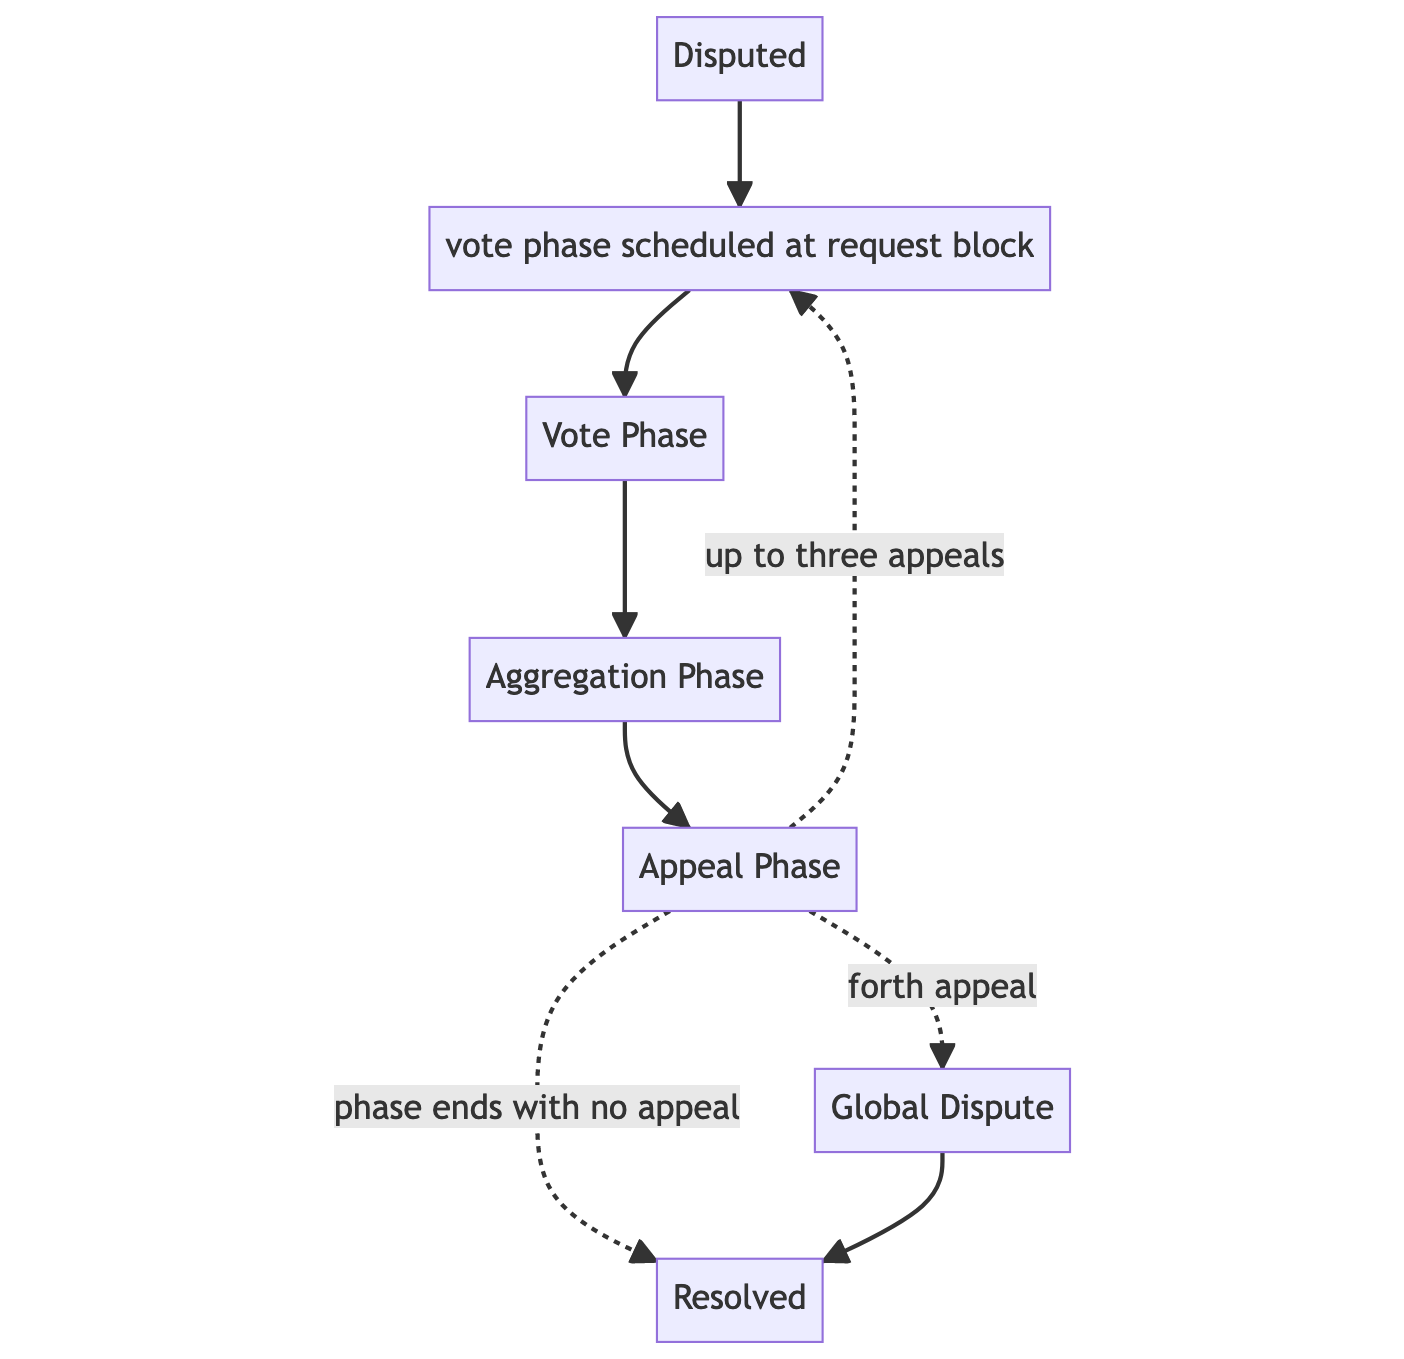 Disputed
vote phase scheduled at request block
Vote Phase
up to three appeals
Aggregation Phase
Appeal Phase
forth appeal
phase ends with no appeal
Global Dispute
Resolved